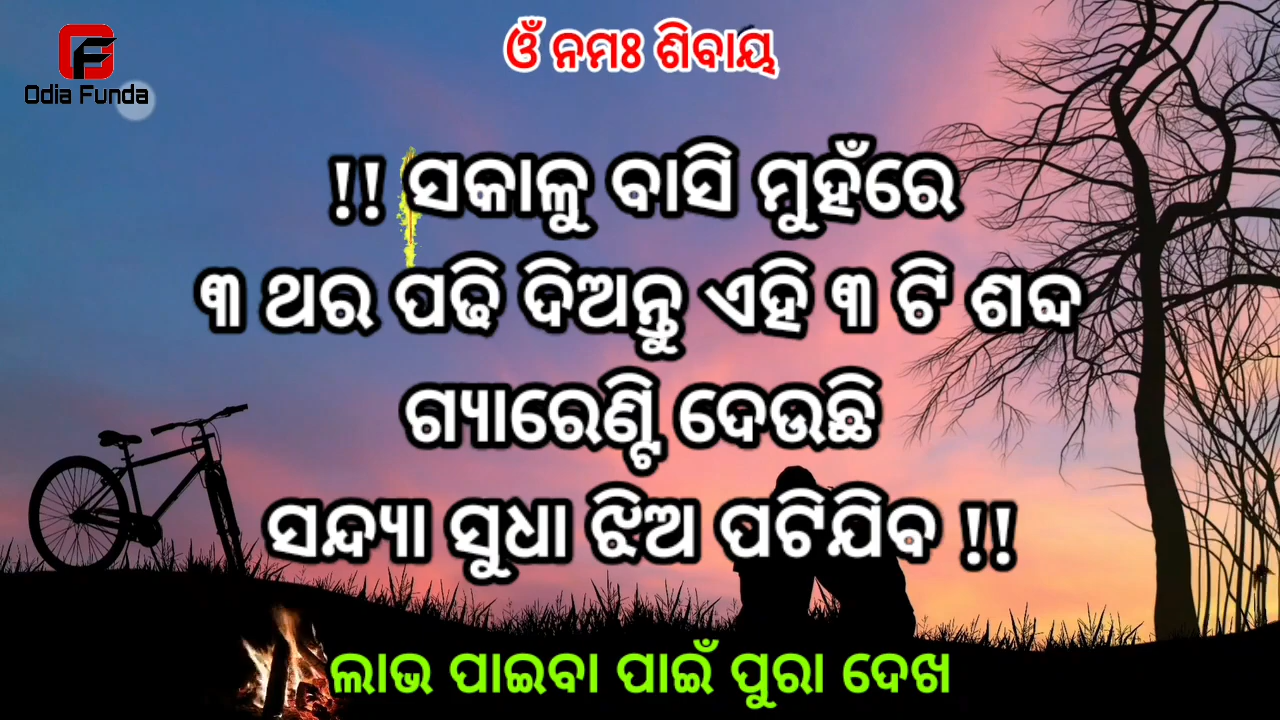 Odia Funda
ଓଁ ନମଃ ଶିବାୟ
!! ସକାଳୁ ବାସି ମୁହଁରେ
୩ ଥର ପଢି ଦିଅନ୍ତୁ ଏହି ୩ ଟି ଶବ୍ଦ
ଗ୍ୟାରେଣ୍ଟି ଦେଉଛି
ସନ୍ଦ୍ୟା ସୁଧା ଝିଅ ପଟିଯିବ !!
ଲାଭ ପାଇବା ପାଇଁ ପୁରା ଦେଖ